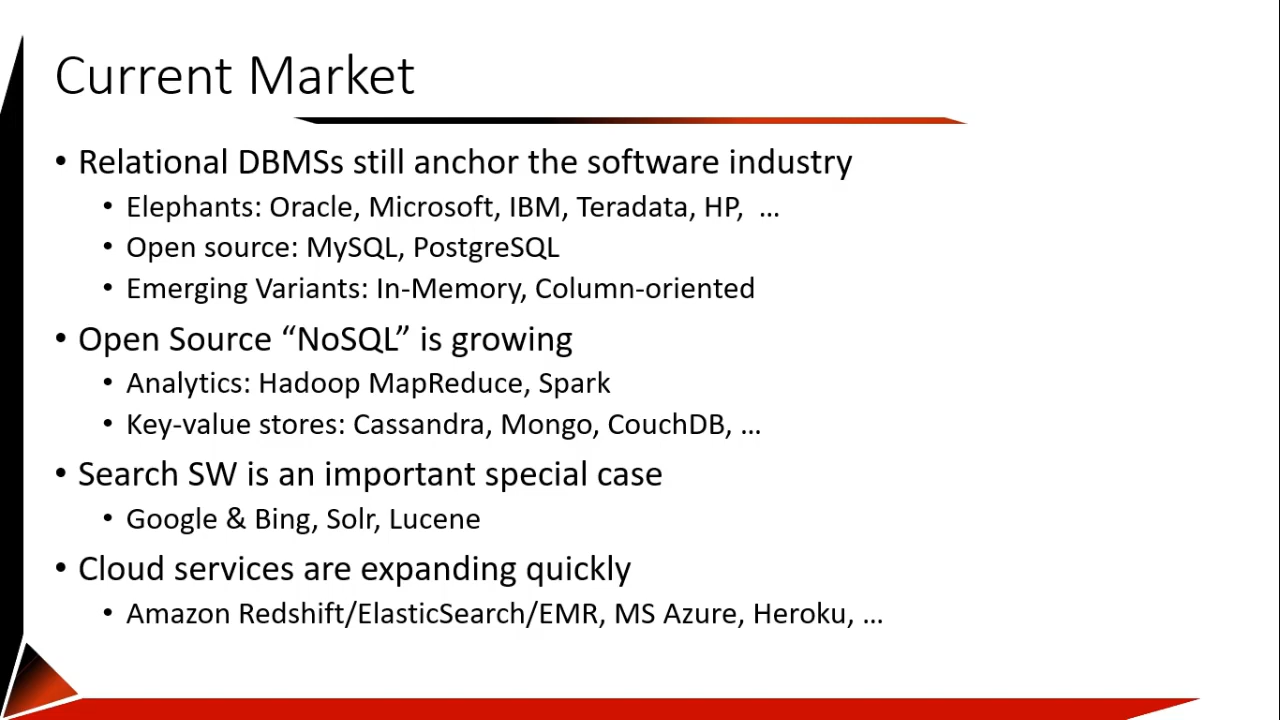 Current Market
• Relational DBMSs still anchor the software industry
• Elephants: Oracle, Microsoft, IBM, Teradata, HP,  …
• Open source: MySQL, PostgreSQL
• Emerging Variants: In-Memory, Column-oriented
• Open Source “NoSQL” is growing
• Analytics: Hadoop MapReduce, Spark
• Key-value stores: Cassandra, Mongo, CouchDB, …
• Search SW is an important special case
• Google & Bing, Solr, Lucene
• Cloud services are expanding quickly
• Amazon Redshift/ElasticSearch/EMR, MS Azure, Heroku, …